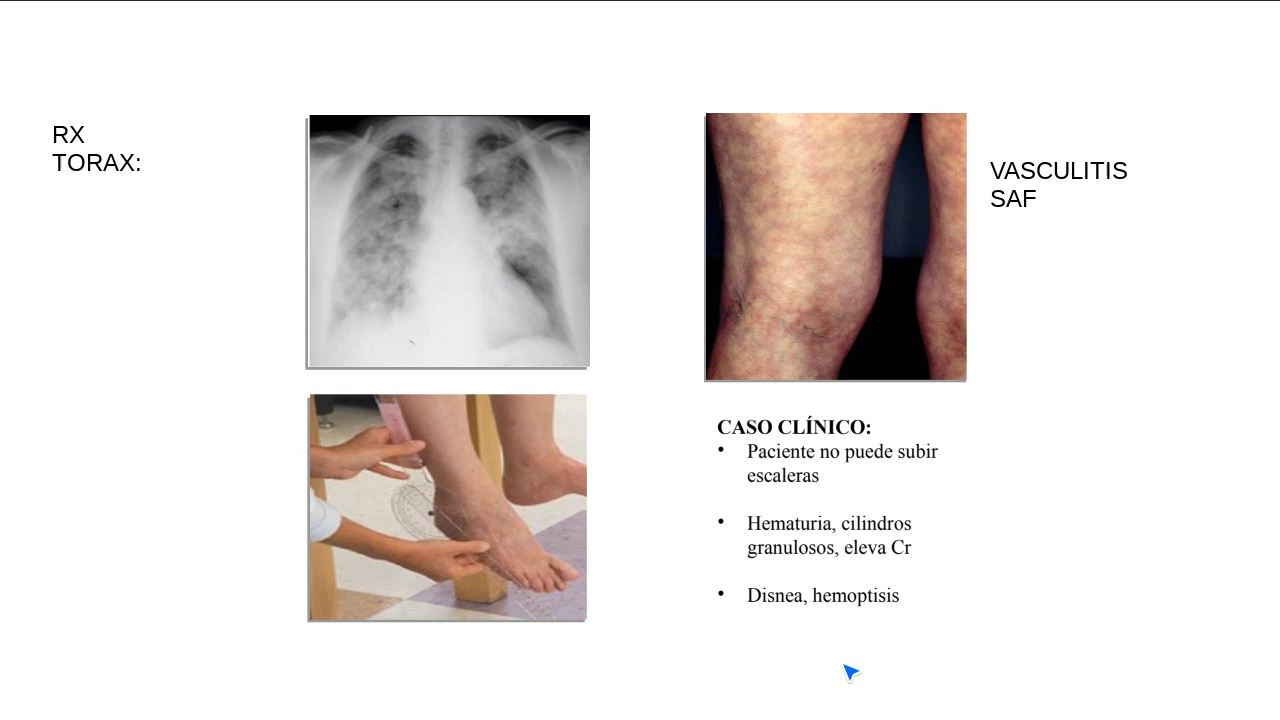 RX
TORAX:
VASCULITIS
SAF
CASO CLÍNICO:
• Paciente no puede subir
escaleras
• Hematuria, cilindros
granulosos, eleva Cr
• Disnea, hemoptisis